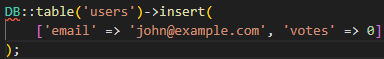 DB::table('users')->insert(
['email' => 'john@example.com', 'votes' => 0]
);